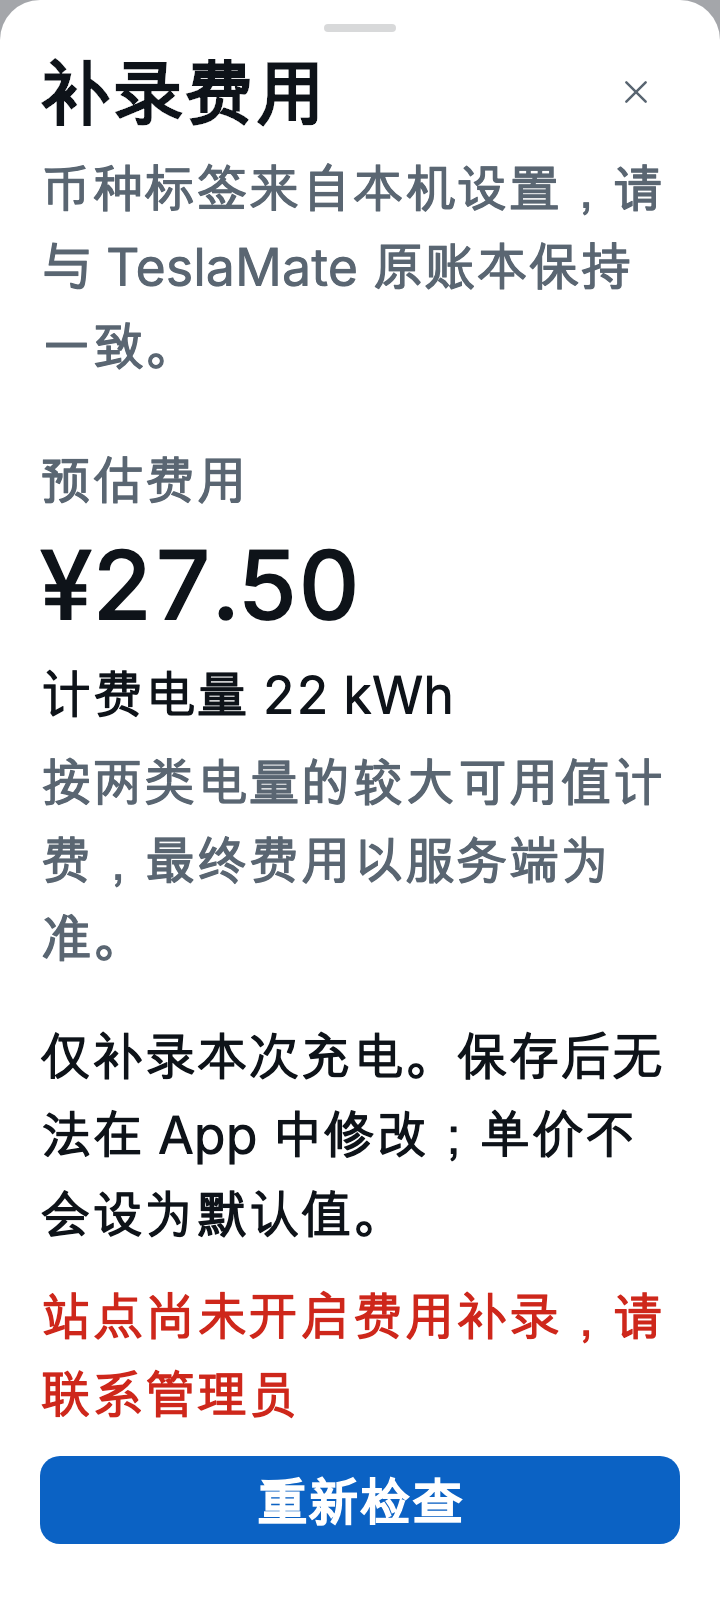 补录费用
币种标签来自本机设置，请
与 TeslaMate 原账本保持
一致。
预估费用
¥27.50
计费电量 22 kWh
按两类电量的较大可用值计
费，最终费用以服务端为
准。
仅补录本次充电。保存后无
法在 App 中修改；单价不
会设为默认值。
站点尚未开启费用补录，请
联系管理员
重新检查